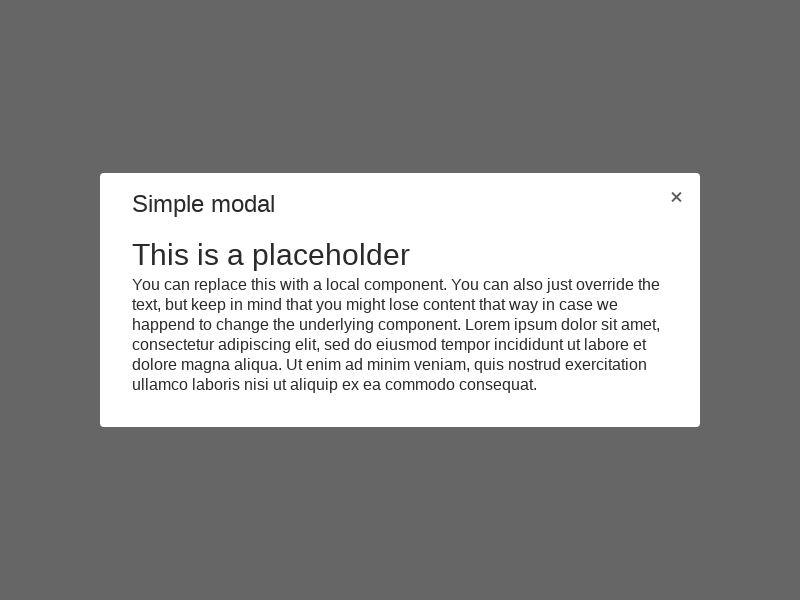 Simple modal
This is a placeholder
You can replace this with a local component. You can also just override the
text, but keep in mind that you might lose content that way in case we
happend to change the underlying component. Lorem ipsum dolor sit amet,
consectetur adipiscing elit, sed do eiusmod tempor incididunt ut labore et
dolore magna aliqua. Ut enim ad minim veniam, quis nostrud exercitation
ullamco laboris nisi ut aliquip ex ea commodo consequat.